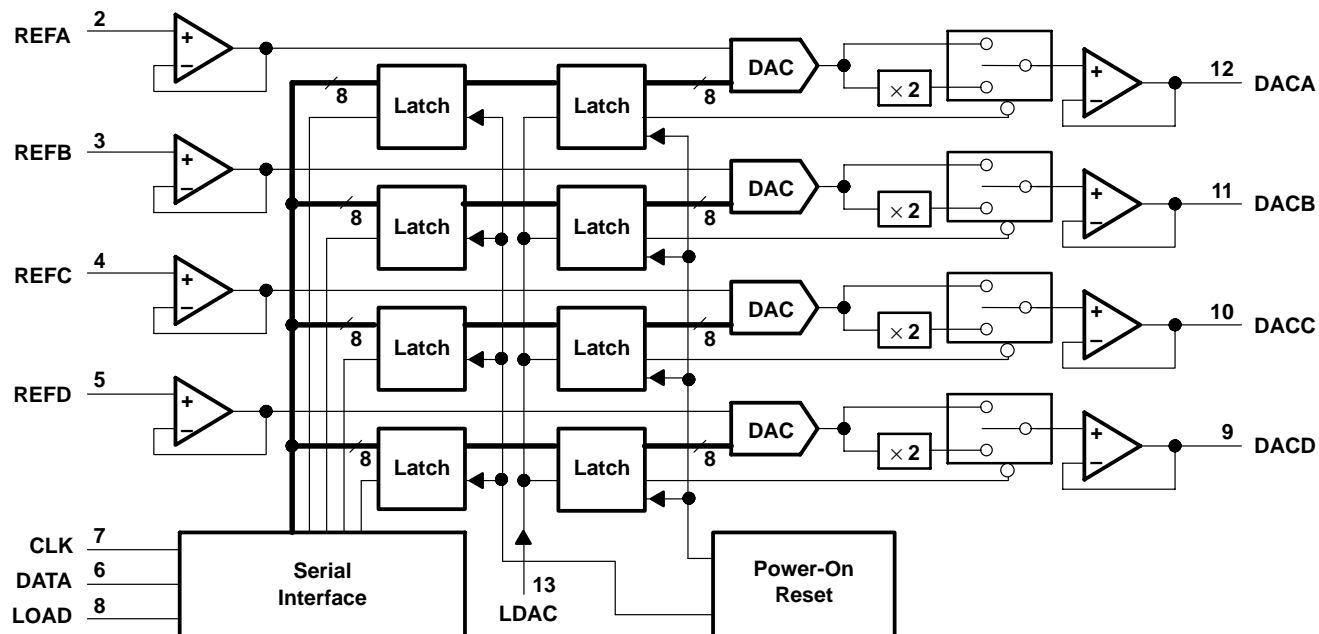 REFA 2 + − DAC × 2 + − 12 DACA
8 Latch Latch 8
REFB 3 + − DAC × 2 + − 11 DACB
8 Latch Latch 8
REFC 4 + − DAC × 2 + − 10 DACC
8 Latch Latch 8
REFD 5 + − DAC × 2 + − 9 DACD
8 Latch Latch 8
CLK 7
DATA 6
LOAD 8
Serial
Interface
13
LDAC
Power-On
Reset